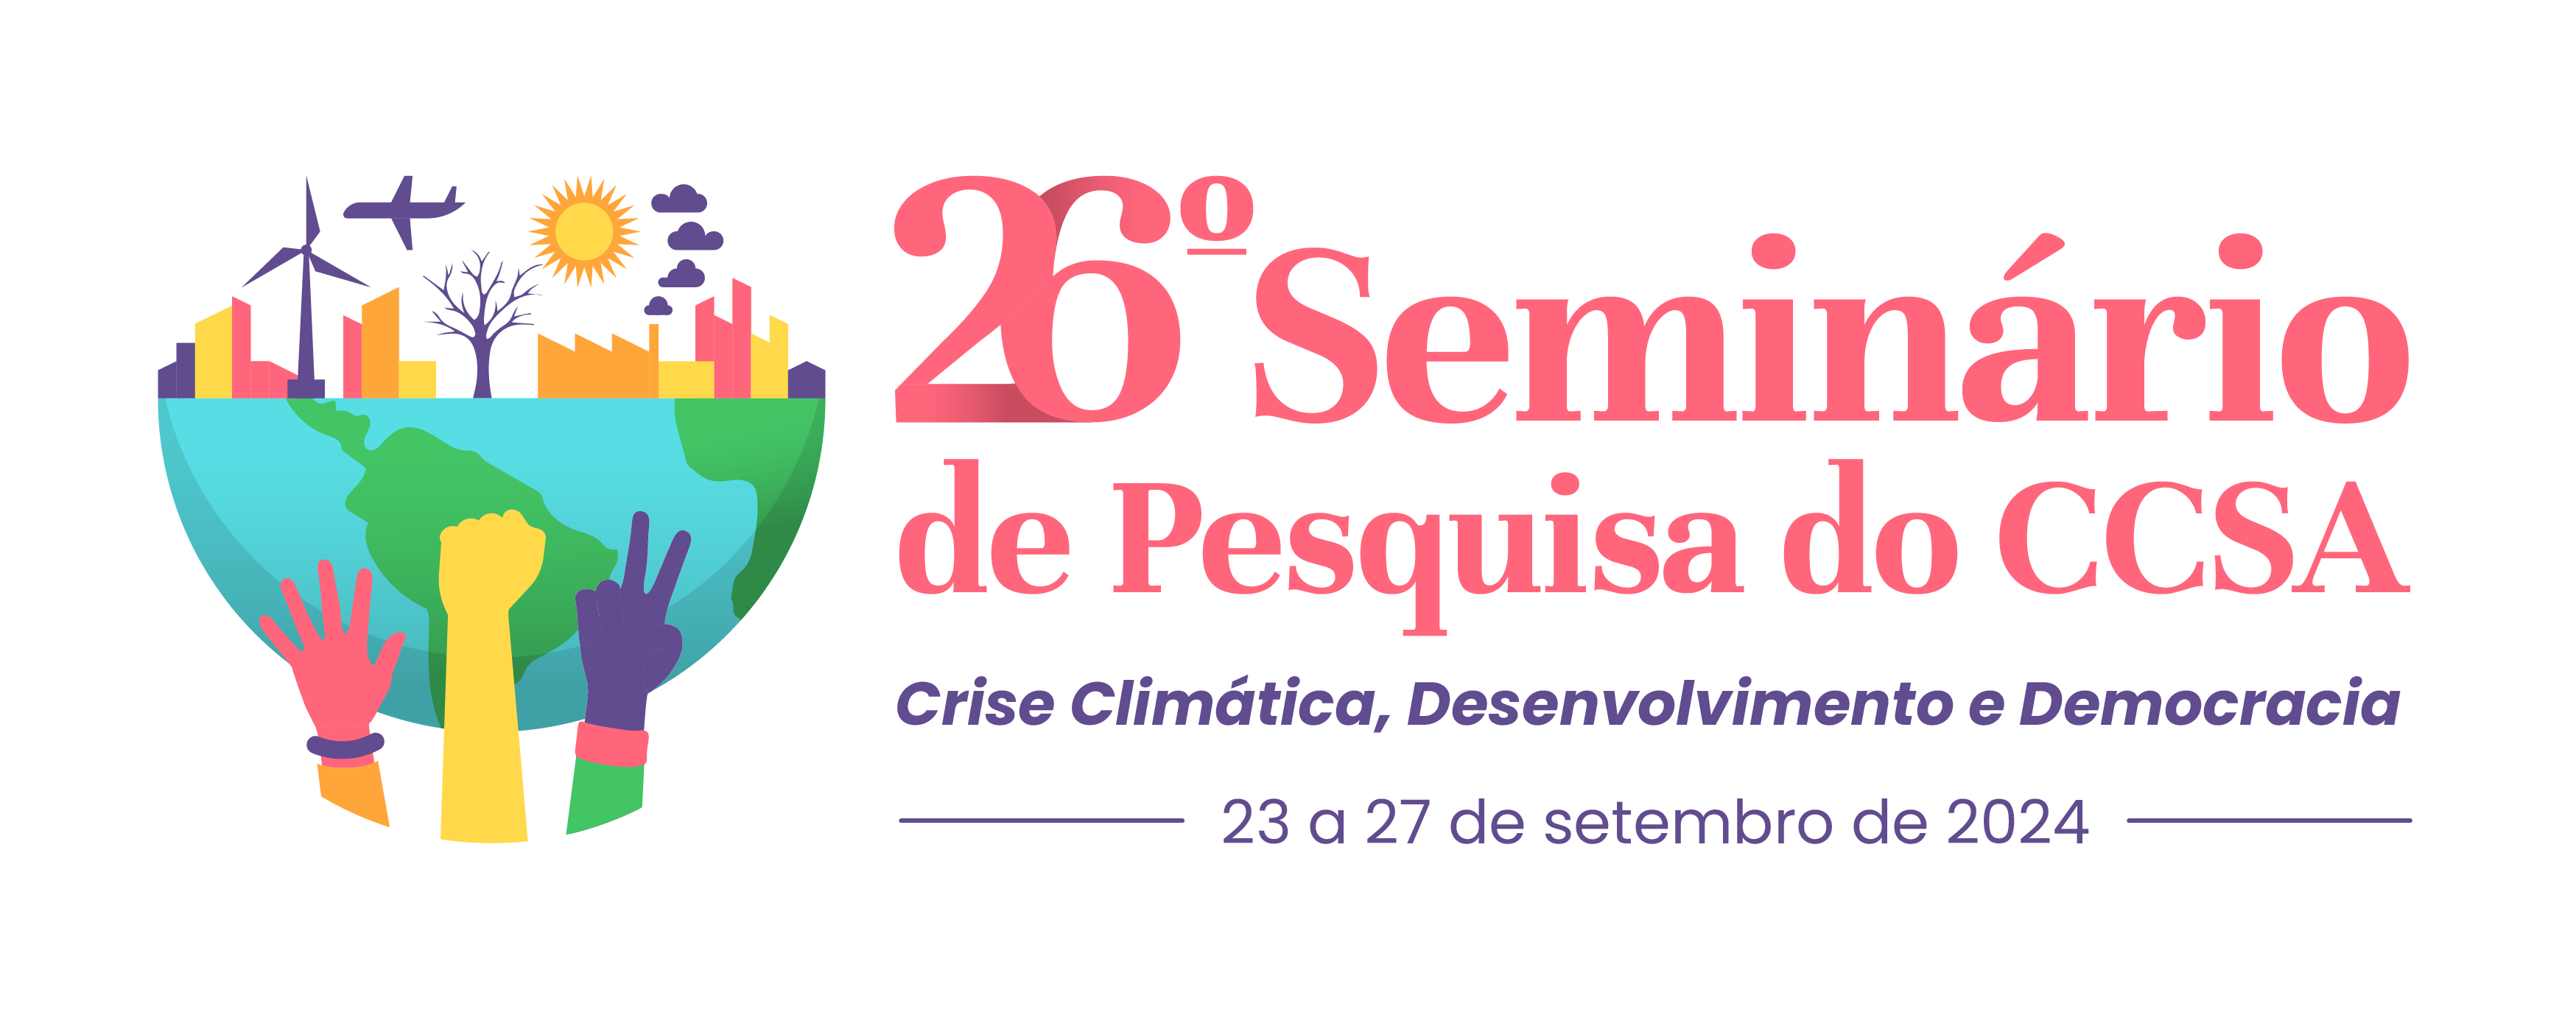 26º Seminário
de Pesquisa do CCSA
Crise Climática, Desenvolvimento e Democracia
23 a 27 de setembro de 2024